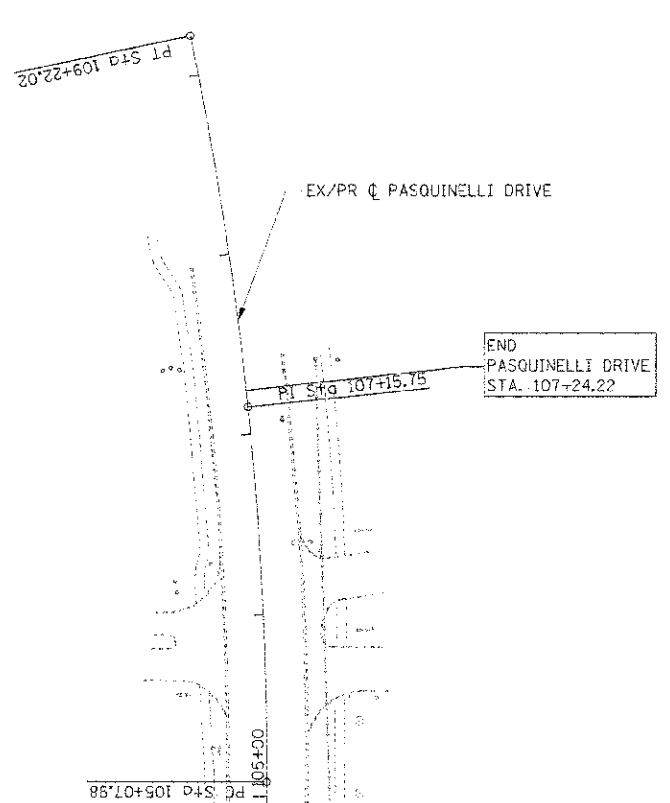 PT Sta 109+22.02
EX/PR ℄ PASQUINELLI DRIVE
END
PASQUINELLI DRIVE
STA. 107+24.22
PI Sta 107+15.75
105+00
PC Sta 105+07.98